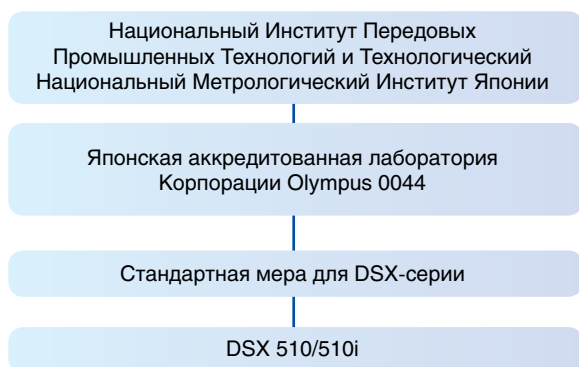 Национальный Институт Передовых
Промышленных Технологий и Технологический
Национальный Метрологический Институт Японии
Японская аккредитованная лаборатория
Корпорации Olympus 0044
Стандартная мера для DSX-серии
DSX 510/510i